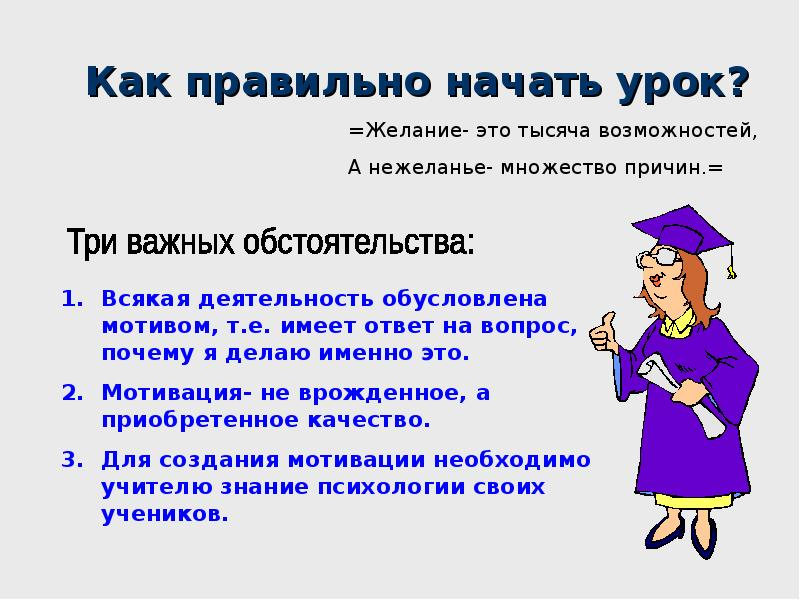 Как правильно начать урок?
=Желание- это тысяча возможностей,
А нежеланье- множество причин.=
Три важных обстоятельства:
1. Всякая деятельность обусловлена
мотивом, т.е. имеет ответ на вопрос,
почему я делаю именно это.
2. Мотивация- не врожденное, а
приобретенное качество.
3. Для создания мотивации необходимо
учителю знание психологии своих
учеников.